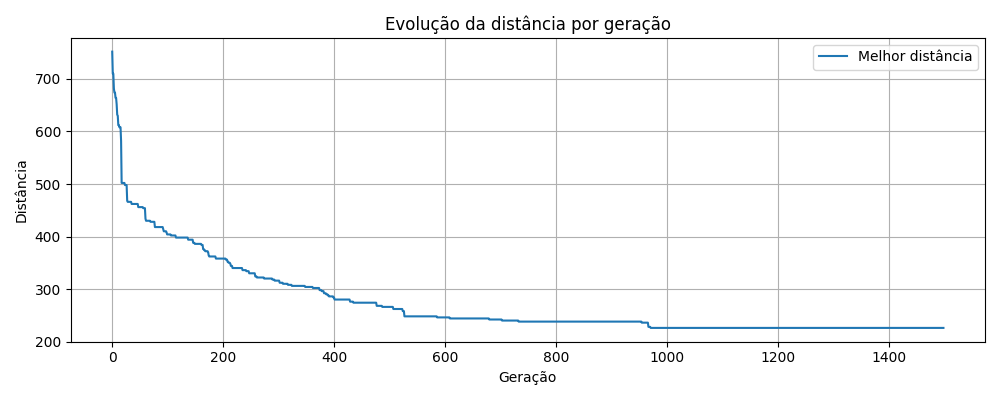 Evolução da distância por geração
Melhor distância
Distância
700
600
500
400
300
200
0 200 400 600 800 1000 1200 1400
Geração